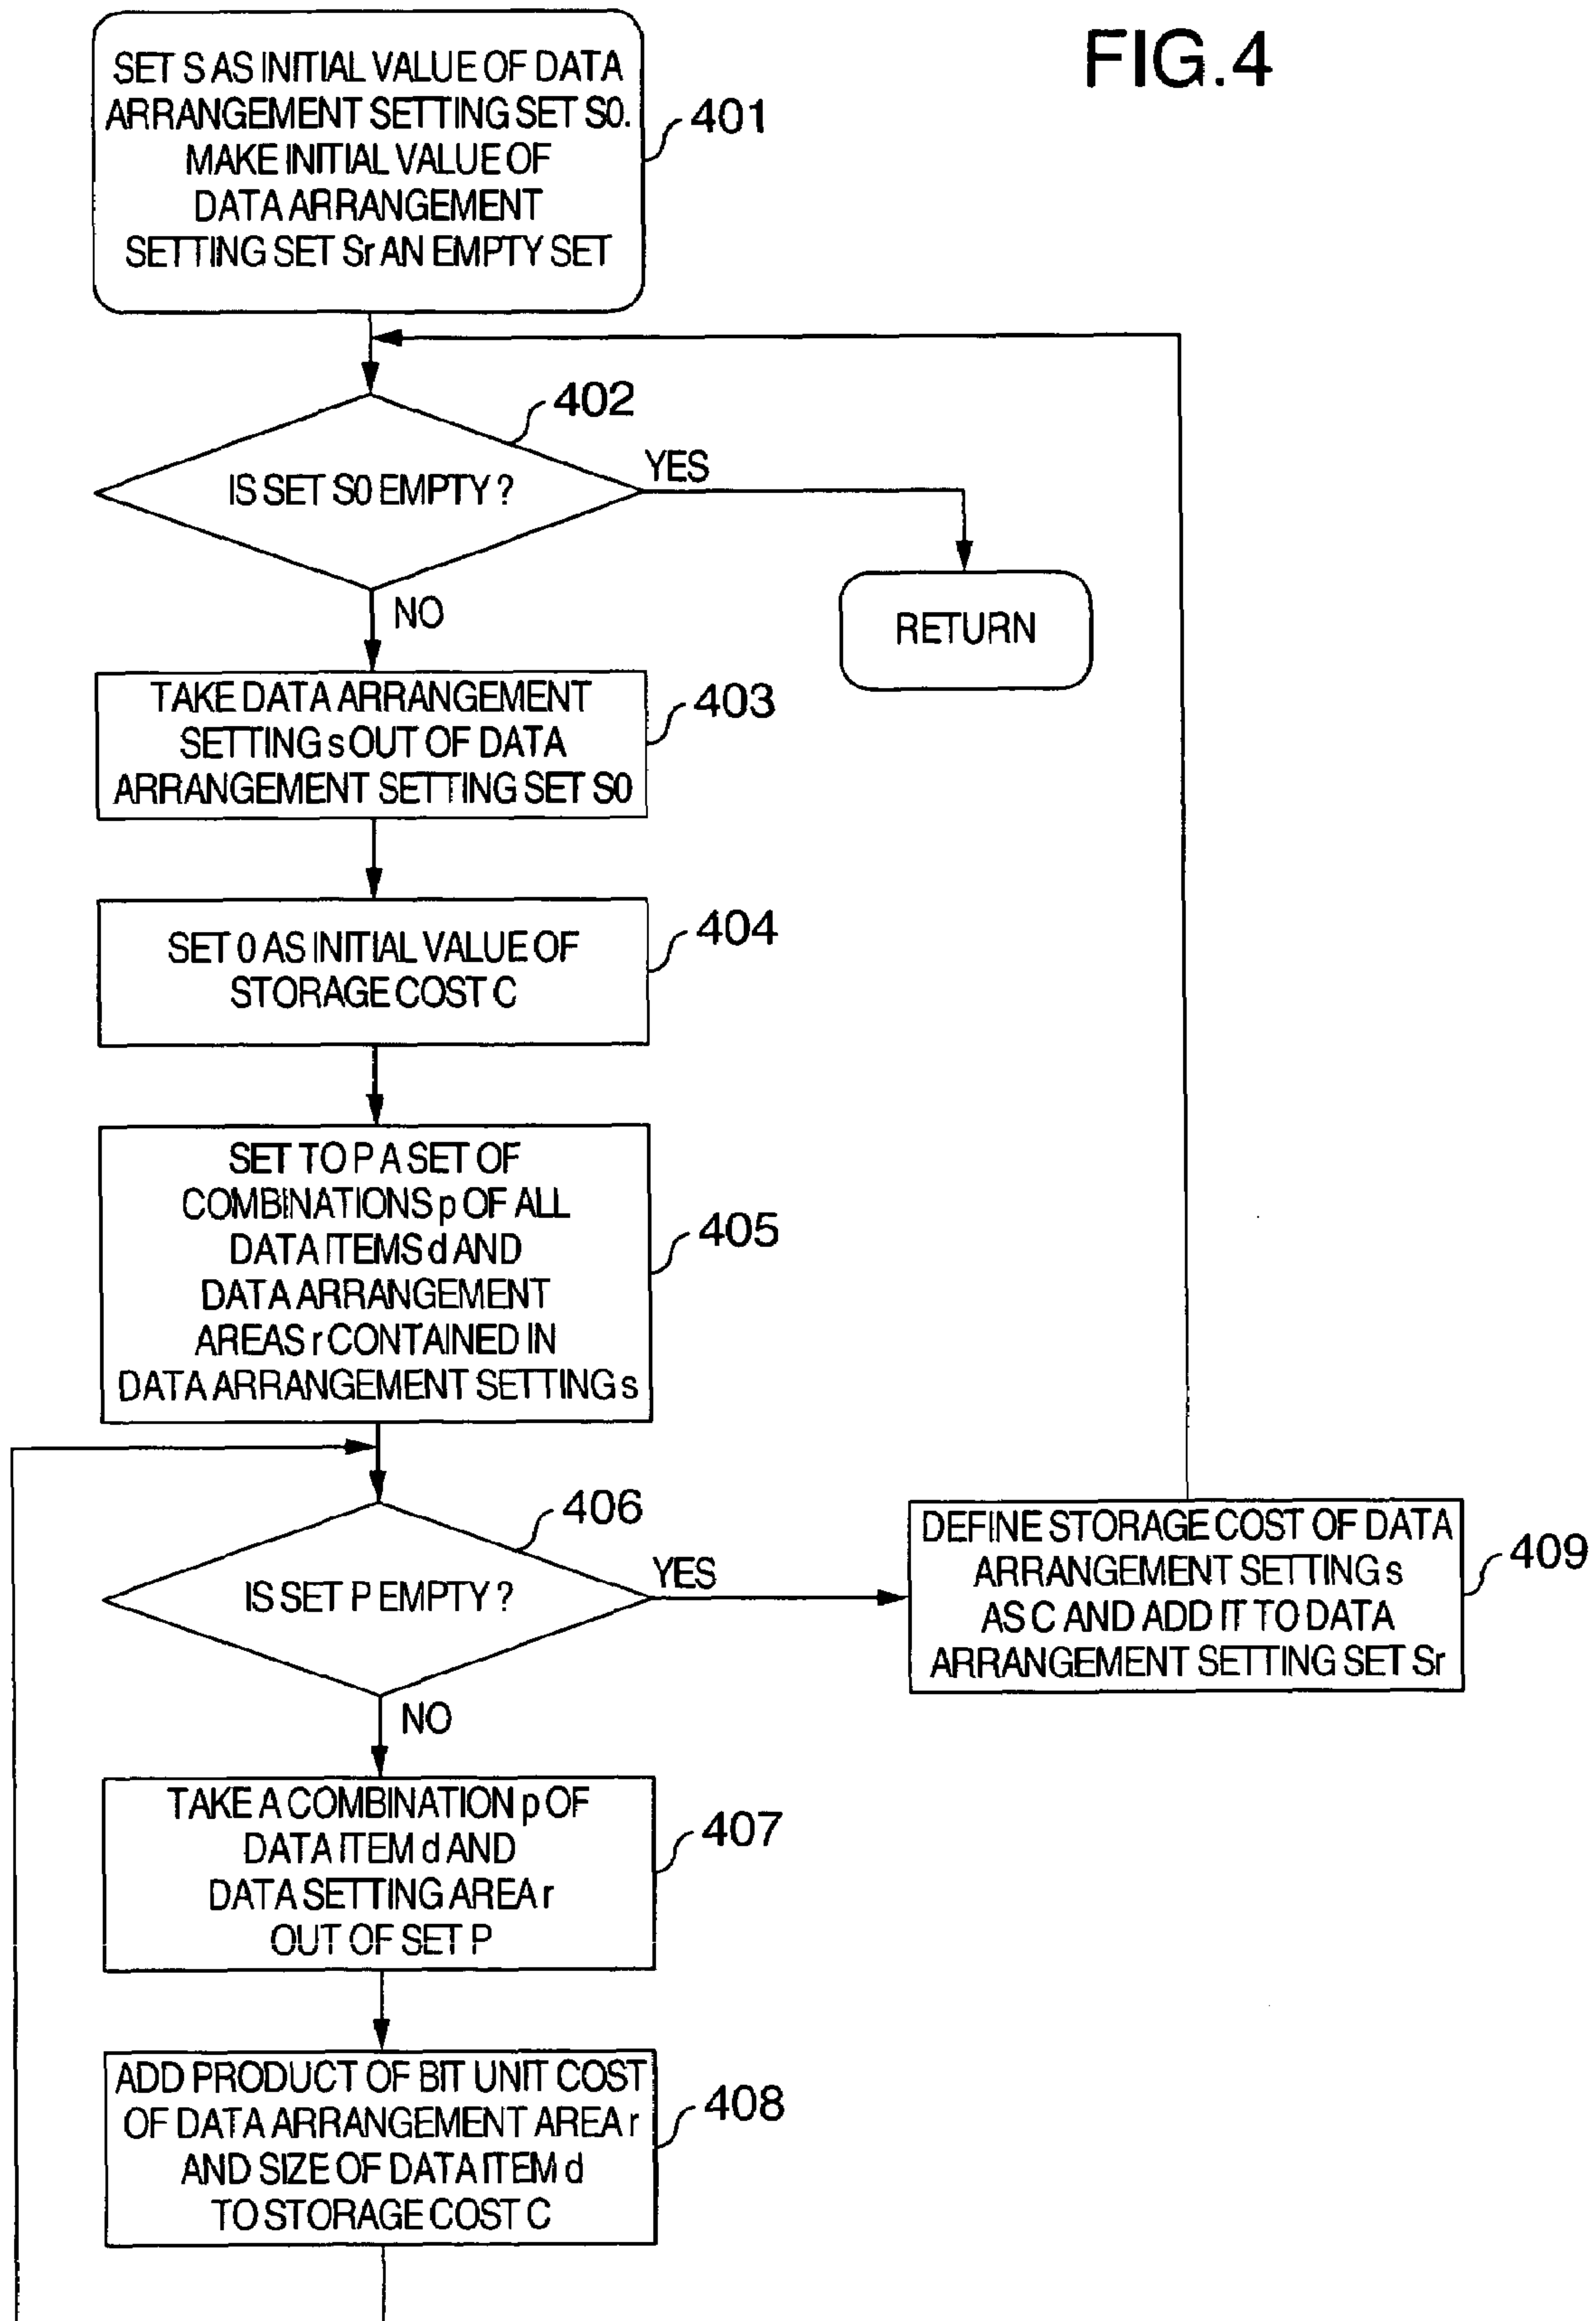 FIG.4
SET S AS INITIAL VALUE OF DATA
ARRANGEMENT SETTING SET S0.
MAKE INITIAL VALUE OF
DATA ARRANGEMENT
SETTING SET Sr AN EMPTY SET
401
402
IS SET S0 EMPTY ?
YES
NO
RETURN
TAKE DATA ARRANGEMENT
SETTING s OUT OF DATA
ARRANGEMENT SETTING SET S0
403
SET 0 AS INITIAL VALUE OF
STORAGE COST C
404
SET TO P A SET OF
COMBINATIONS p OF ALL
DATA ITEMS d AND
DATA ARRANGEMENT
AREAS r CONTAINED IN
DATA ARRANGEMENT SETTING s
405
406
IS SET P EMPTY ?
YES
NO
DEFINE STORAGE COST OF DATA
ARRANGEMENT SETTING s
AS C AND ADD IT TO DATA
ARRANGEMENT SETTING SET Sr
409
TAKE A COMBINATION p OF
DATA ITEM d AND
DATA SETTING AREA r
OUT OF SET P
407
ADD PRODUCT OF BIT UNIT COST
OF DATA ARRANGEMENT AREA r
AND SIZE OF DATA ITEM d
TO STORAGE COST C
408